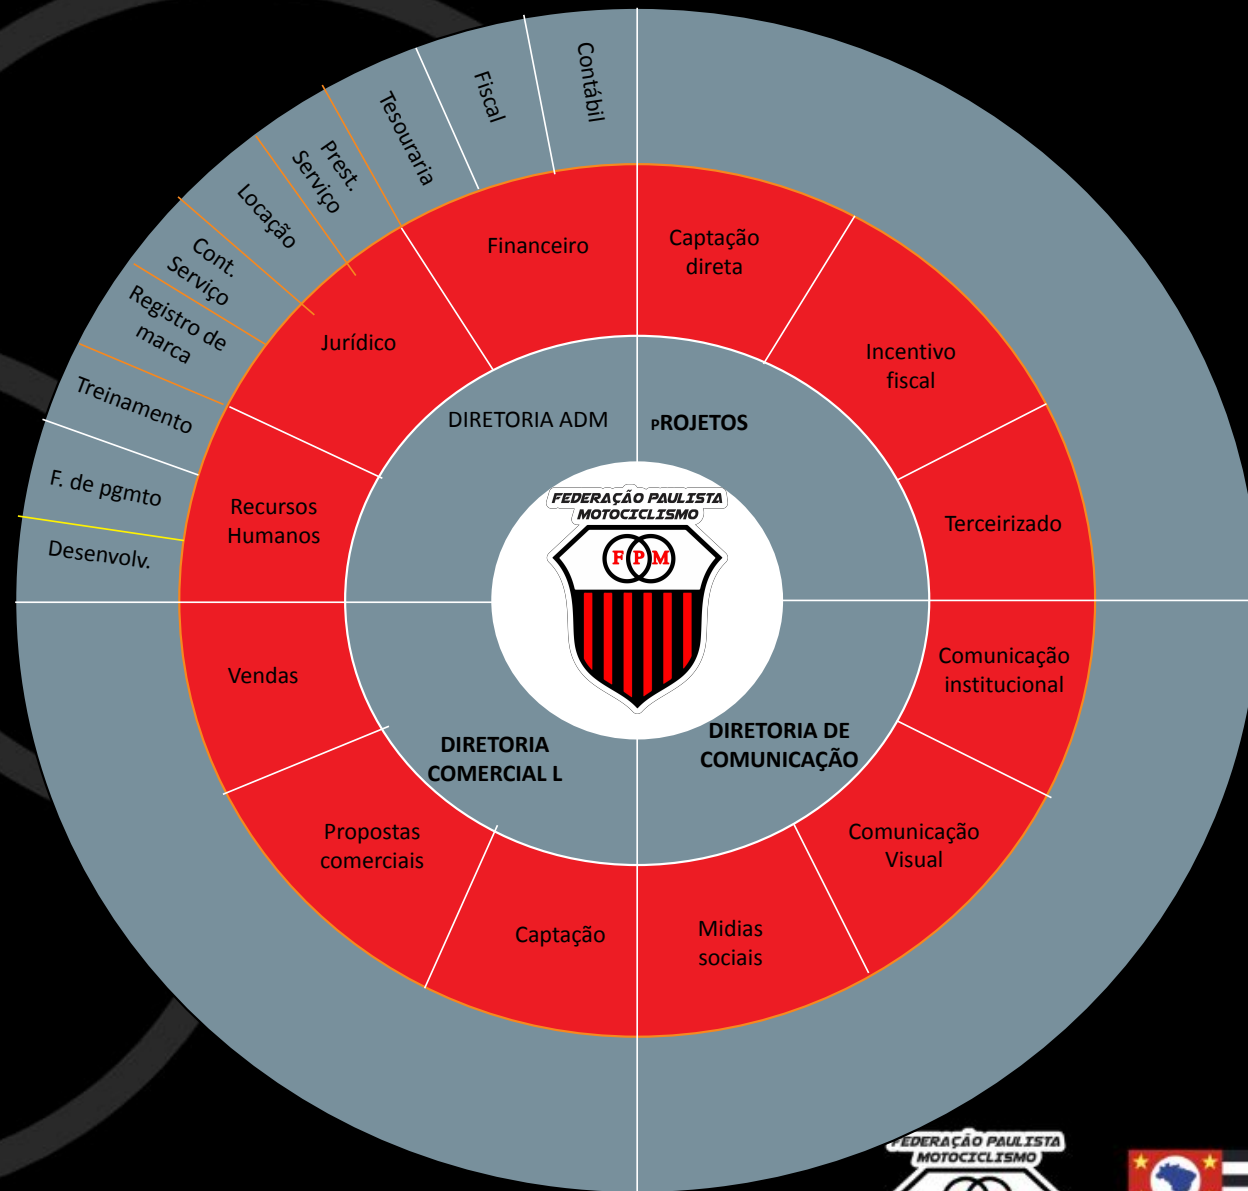 Contábil
Fiscal
Tesouraria
Prest.
Serviço
Locação
Cont.
Serviço
Registro de
marca
Treinamento
F. de pgmto
Desenvolv.
Financeiro
Captação
direta
Jurídico
Incentivo
fiscal
Recursos
Humanos
Terceirizado
DIRETORIA ADM
pROJETOS
FEDERAÇÃO PAULISTA
MOTOCICLISMO
FPM
Vendas
Comunicação
institucional
DIRETORIA
COMERCIAL L
DIRETORIA DE
COMUNICAÇÃO
Propostas
comerciais
Comunicação
Visual
Captação
Midias
sociais
FEDERAÇÃO PAULISTA
MOTOCICLISMO